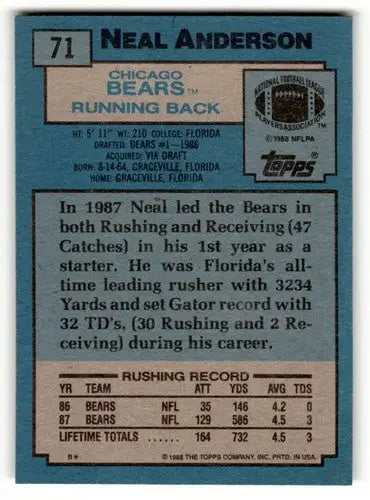 71 NEAL ANDERSON
CHICAGO
BEARS™
RUNNING BACK
NATIONAL FOOTBALL LEAGUE
PLAYERS ASSOCIATION
© 1988 NFLPA
TOPPS®
HT: 5' 11" WT: 210 COLLEGE: FLORIDA
DRAFTED: BEARS #1—1986
ACQUIRED: VIA DRAFT
BORN: 8-14-64, GRACEVILLE, FLORIDA
HOME: GRACEVILLE, FLORIDA
In 1987 Neal led the Bears in
both Rushing and Receiving (47
Catches) in his 1st year as a
starter. He was Florida's all-
time leading rusher with 3234
Yards and set Gator record with
32 TD's, (30 Rushing and 2 Re-
ceiving) during his career.
RUSHING RECORD
YR TEAM ATT YDS AVG TDS
86 BEARS NFL 35 146 4.2 0
87 BEARS NFL 129 586 4.5 3
LIFETIME TOTALS ..... 164 732 4.5 3
B* © 1988 THE TOPPS COMPANY, INC. PRTD. IN USA.